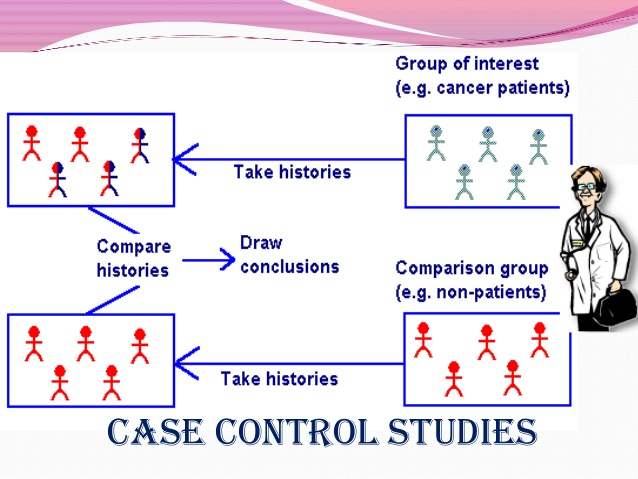 Group of interest
(e.g. cancer patients)
Take histories
Compare
histories
Draw
conclusions
Comparison group
(e.g. non-patients)
Take histories
CASE CONTROL STUDIES